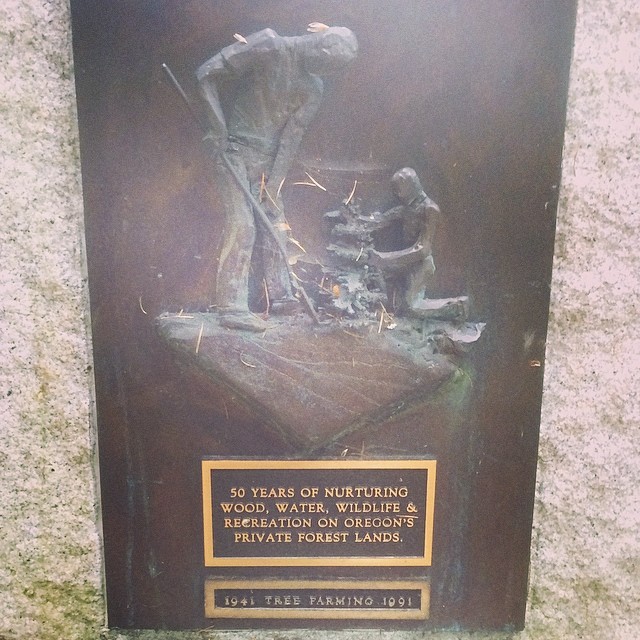 50 YEARS OF NURTURING
WOOD, WATER, WILDLIFE &
RECREATION ON OREGON'S
PRIVATE FOREST LANDS.
1941 TREE FARMING 1991